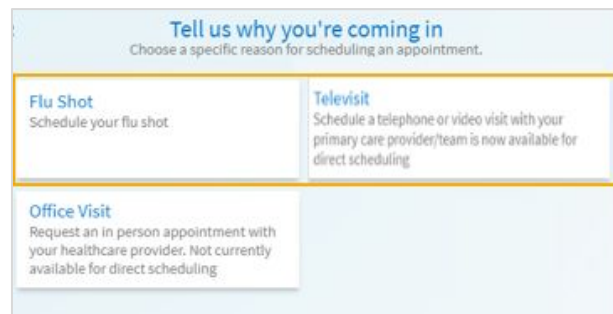 Tell us why you're coming in
Choose a specific reason for scheduling an appointment.
Flu Shot
Schedule your flu shot
Televisit
Schedule a telephone or video visit with your
primary care provider/team is now available for
direct scheduling
Office Visit
Request an in person appointment with
your healthcare provider. Not currently
available for direct scheduling